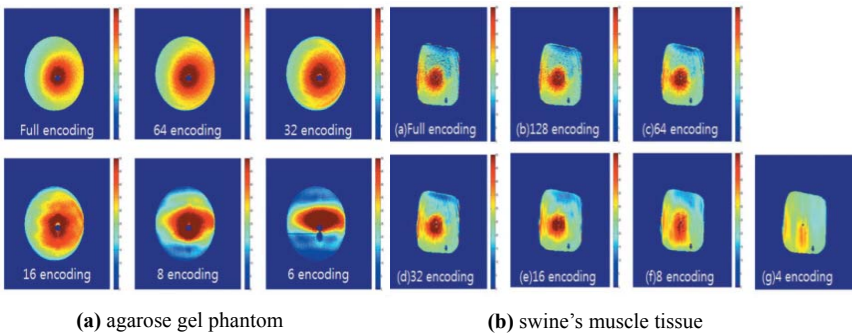 Full encoding
64 encoding
32 encoding
(a)Full encoding
(b)128 encoding
(c)64 encoding
16 encoding
8 encoding
6 encoding
(d)32 encoding
(e)16 encoding
(f)8 encoding
(g)4 encoding
(a) agarose gel phantom
(b) swine's muscle tissue